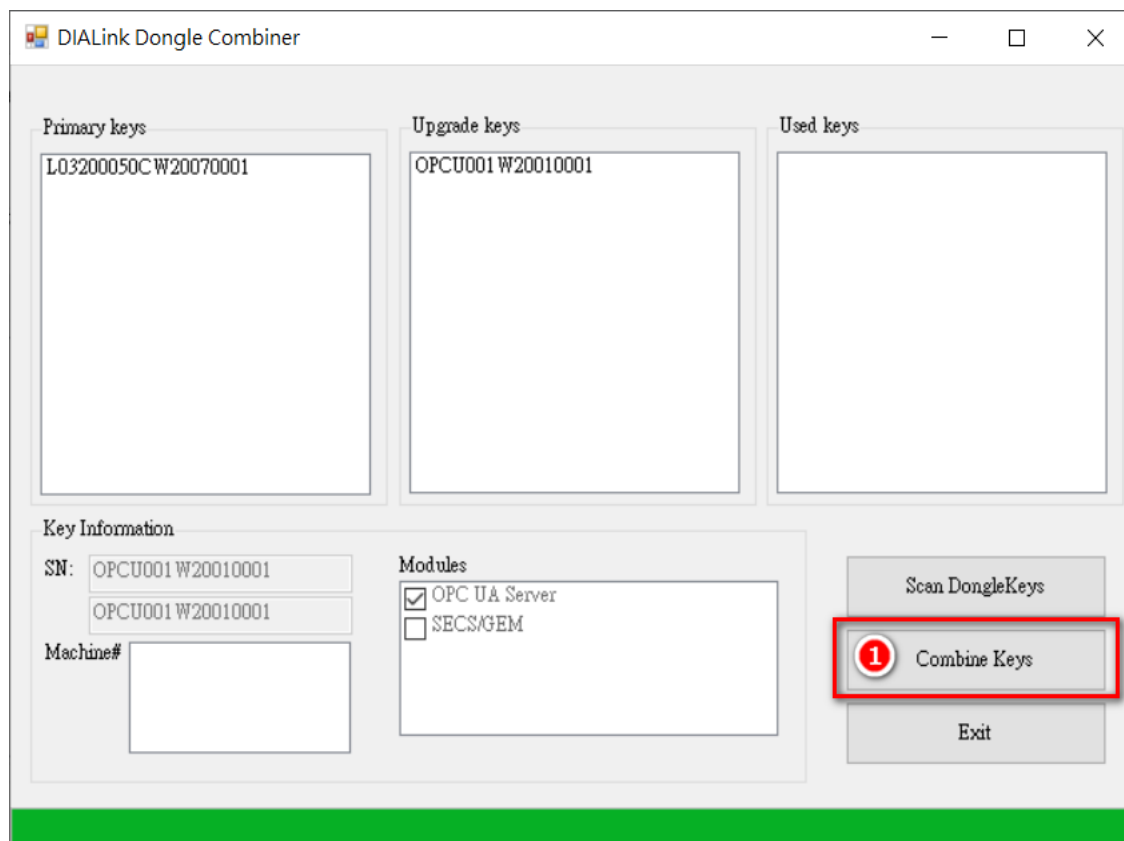 DIALink Dongle Combiner
Primary keys
L03200050CW20070001
Upgrade keys
OPCU001W20010001
Used keys
Key Information
SN:
OPCU001W20010001
OPCU001W20010001
Machine#
Modules
OPC UA Server
SECS/GEM
Scan DongleKeys
1 Combine Keys
Exit